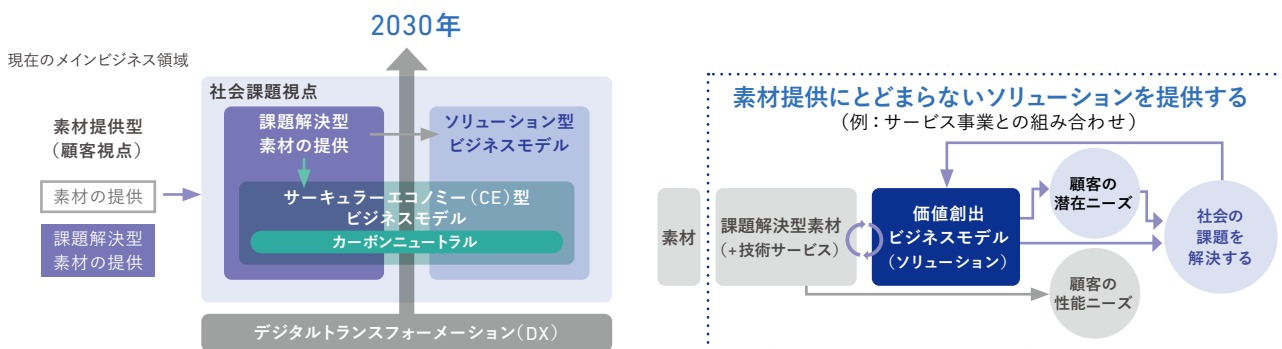 2030年
現在のメインビジネス領域
素材提供型
(顧客視点)
素材の提供
課題解決型
素材の提供
社会課題視点
課題解決型
素材の提供
ソリューション型
ビジネスモデル
サーキュラーエコノミー(CE)型
ビジネスモデル
カーボンニュートラル
デジタルトランスフォーメーション(DX)
素材提供にとどまらないソリューションを提供する
(例:サービス事業との組み合わせ)
素材
課題解決型素材
(+技術サービス)
価値創出
ビジネスモデル
(ソリューション)
顧客の
潜在ニーズ
顧客の
性能ニーズ
社会の
課題を
解決する